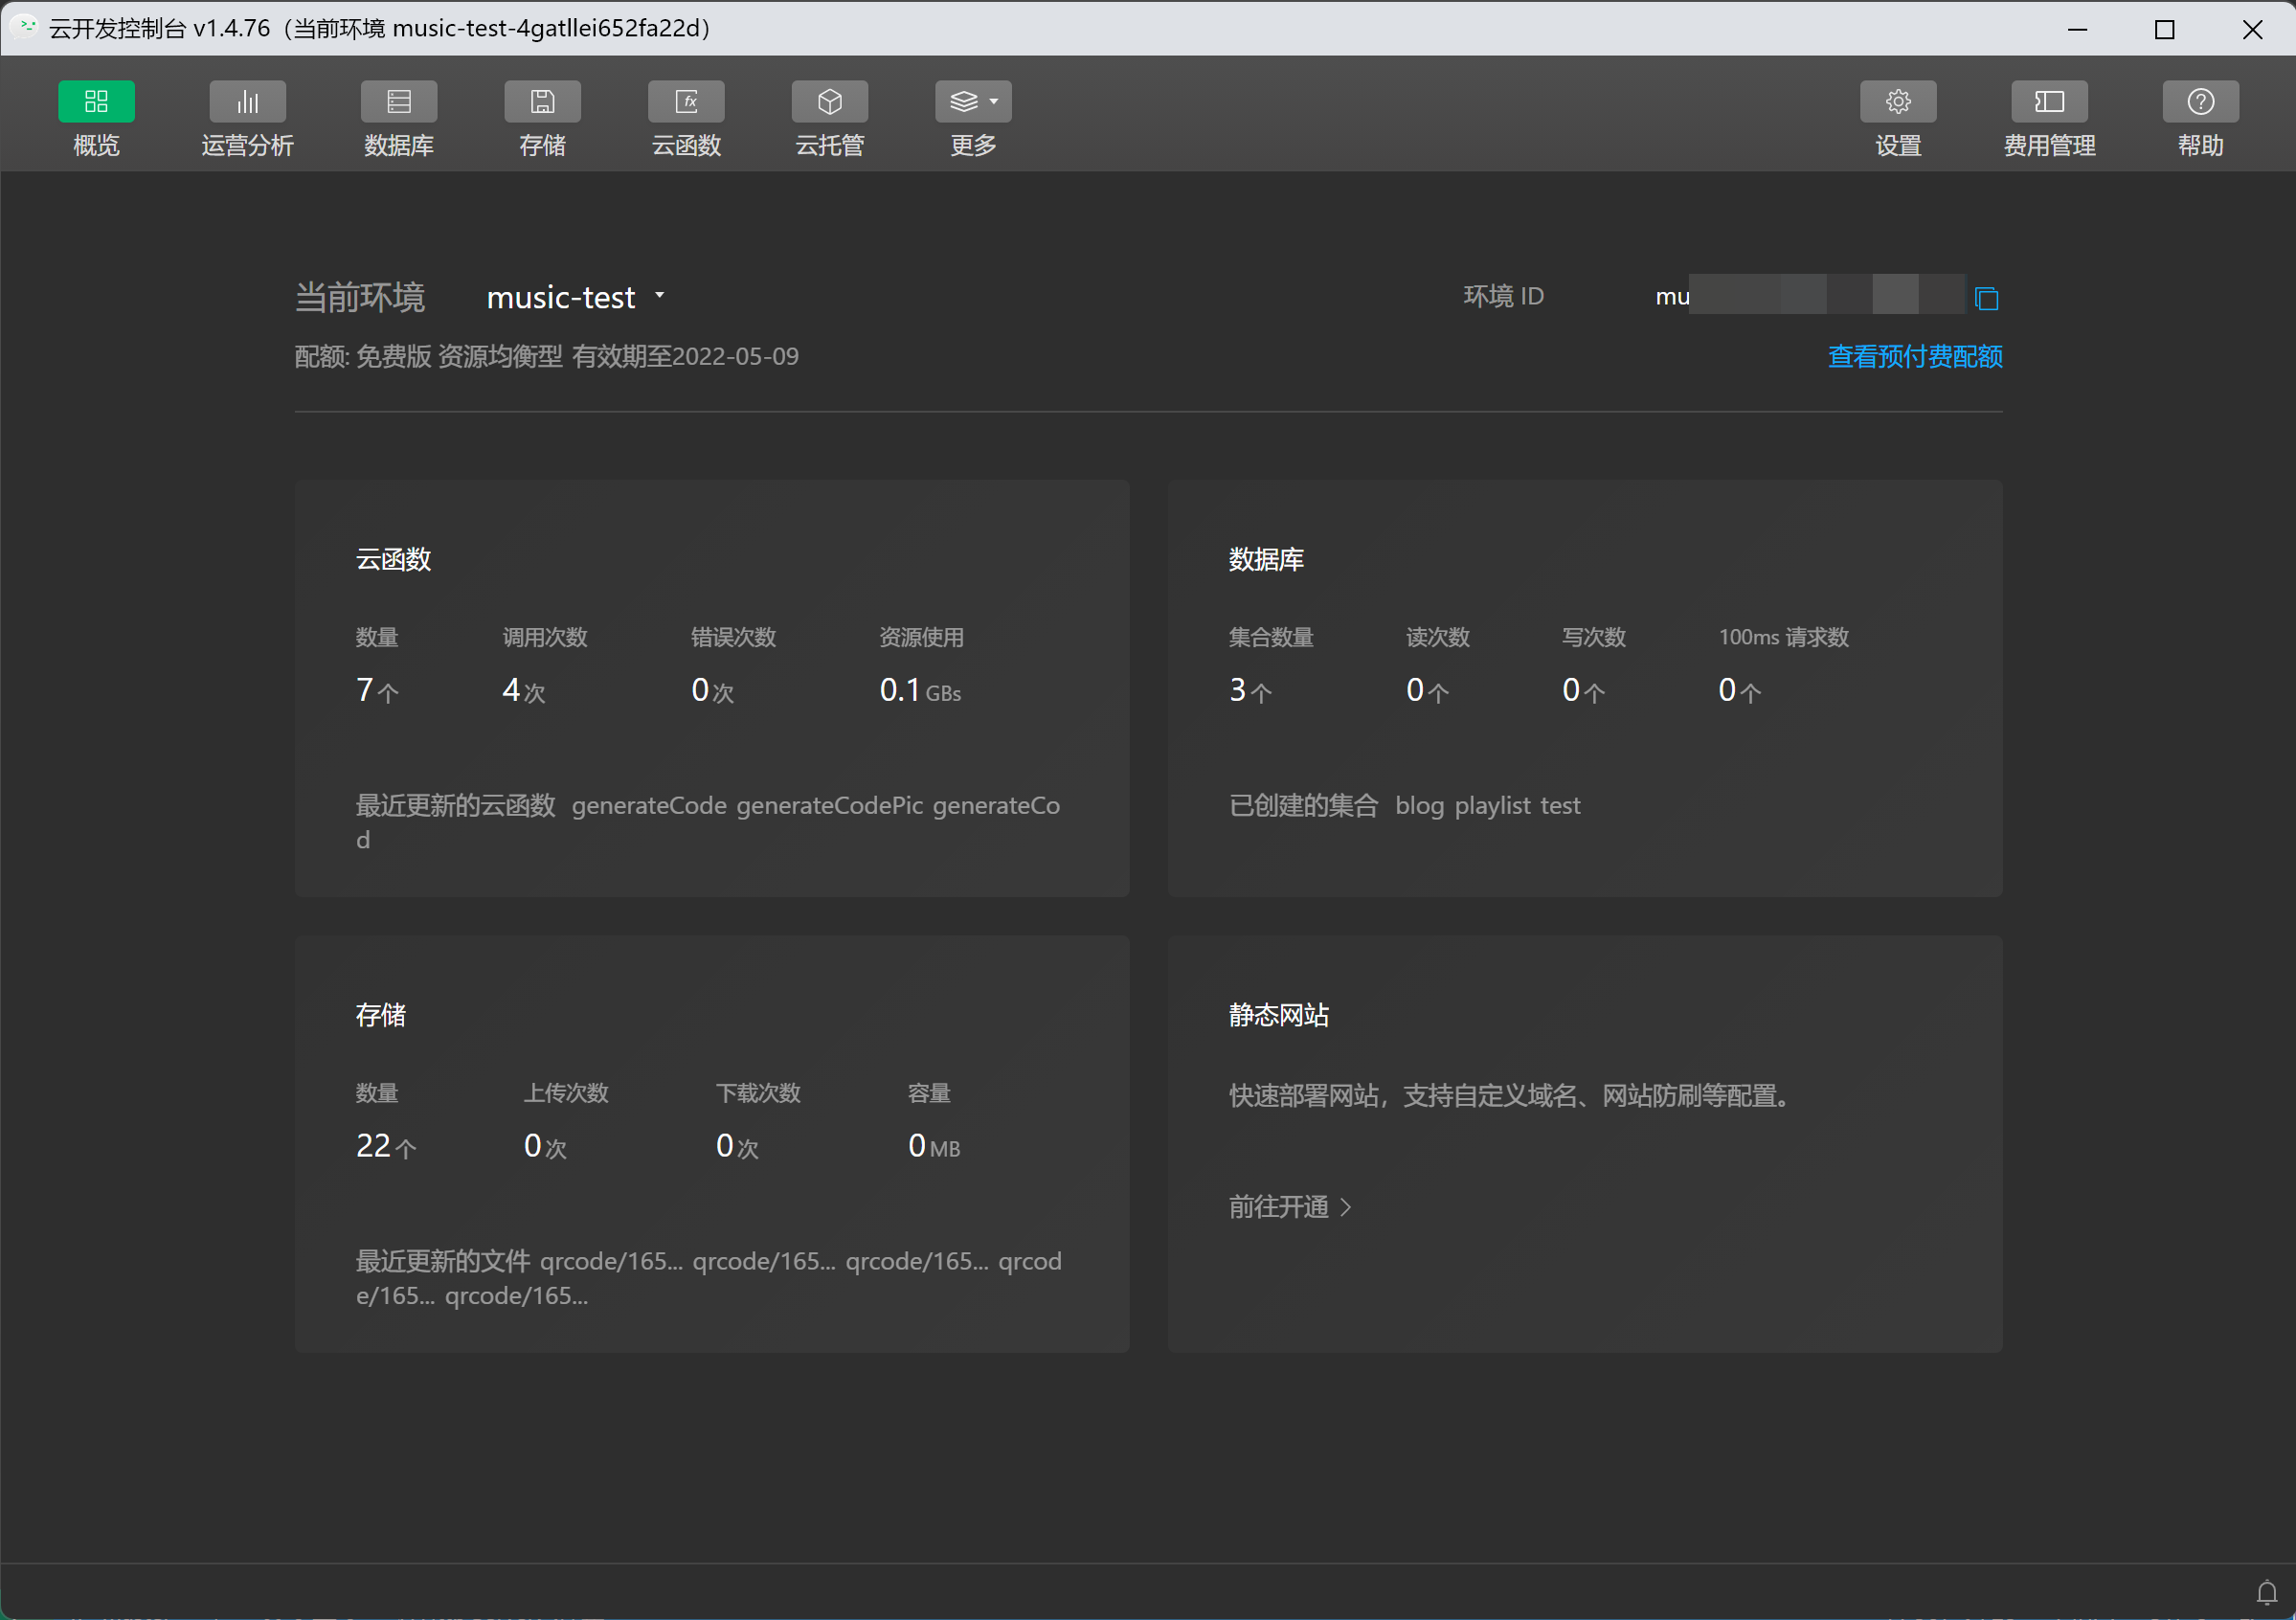 云开发控制台 v1.4.76（当前环境 music-test-4gatllei652fa22d）
概览 运营分析 数据库 存储 云函数 云托管 更多 设置 费用管理 帮助
当前环境 music-test 环境 ID mu
配额: 免费版 资源均衡型 有效期至2022-05-09 查看预付费配额
云函数
数量 调用次数 错误次数 资源使用
7个 4次 0次 0.1 GBs
最近更新的云函数 generateCode generateCodePic generateCo
d
数据库
集合数量 读次数 写次数 100ms 请求数
3个 0个 0个 0个
已创建的集合 blog playlist test
存储
数量 上传次数 下载次数 容量
22个 0次 0次 0 MB
最近更新的文件 qrcode/165... qrcode/165... qrcode/165... qrcod
e/165... qrcode/165...
静态网站
快速部署网站，支持自定义域名、网站防刷等配置。
前往开通